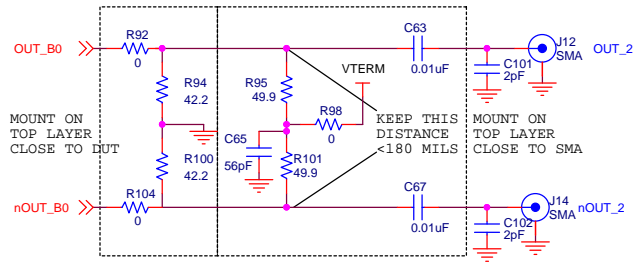 R92
0
OUT_B0
C63
0.01uF
J12
SMA
OUT_2
C101
2pF
R94
42.2
R95
49.9
VTERM
R98
0
MOUNT ON
TOP LAYER
CLOSE TO DUT
C65
56pF
KEEP THIS
DISTANCE
<180 MILS
MOUNT ON
TOP LAYER
CLOSE TO SMA
R100
42.2
R101
49.9
R104
0
nOUT_B0
C67
0.01uF
J14
SMA
nOUT_2
C102
2pF